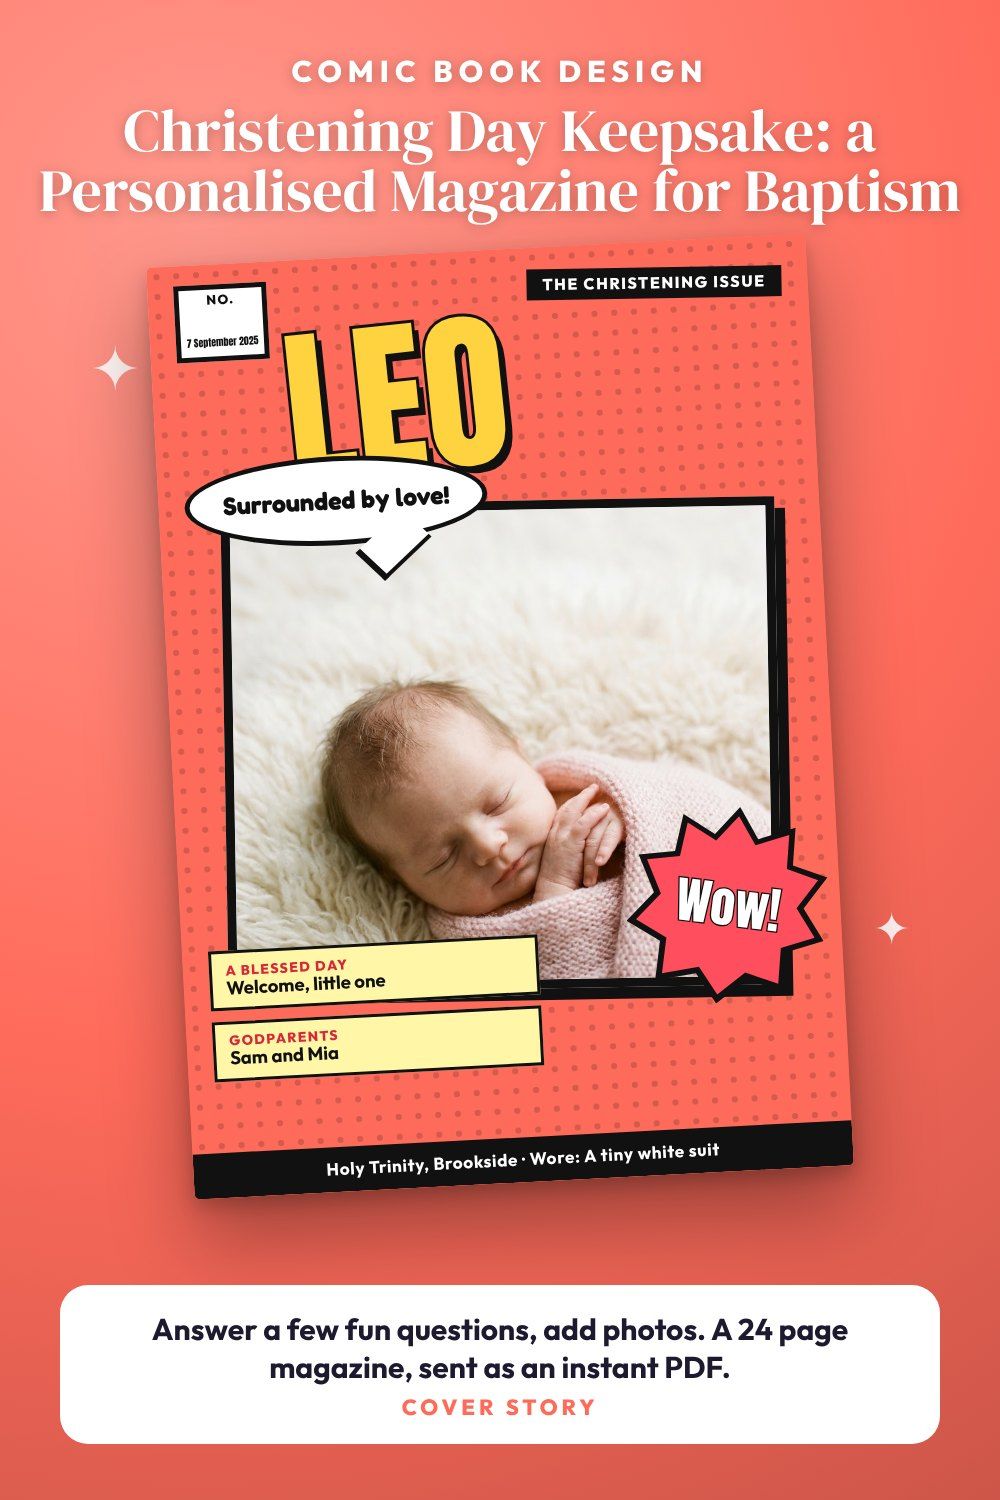 COMIC BOOK DESIGN
Christening Day Keepsake: a
Personalised Magazine for Baptism
NO.
7 September 2025
THE CHRISTENING ISSUE
LEO
Surrounded by love!
Wow!
A BLESSED DAY
Welcome, little one
GODPARENTS
Sam and Mia
Holy Trinity, Brookside · Wore: A tiny white suit
Answer a few fun questions, add photos. A 24 page
magazine, sent as an instant PDF.
COVER STORY